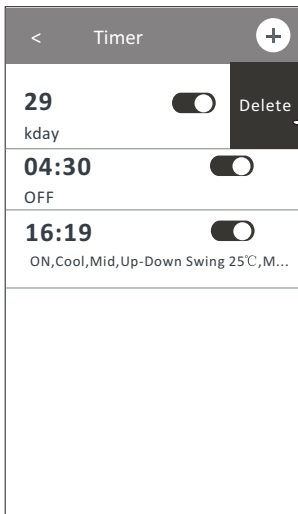 < Timer +
29
kday
Delete
04:30
OFF
16:19
ON,Cool,Mid,Up-Down Swing 25℃,M...